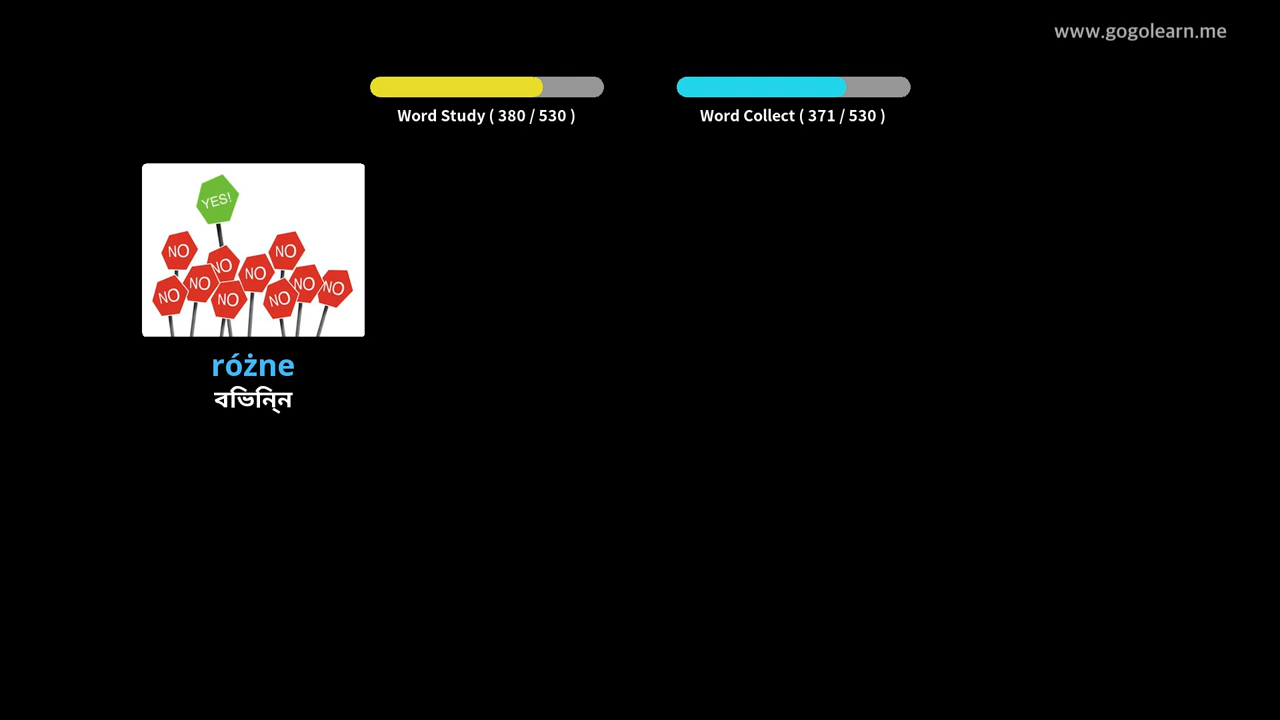 www.gogolearn.me
Word Study ( 380 / 530 )
Word Collect ( 371 / 530 )
YES!
NO
NO
NO
NO
NO
NO
NO
NO
NO
NO
różne
বভিনি্ন